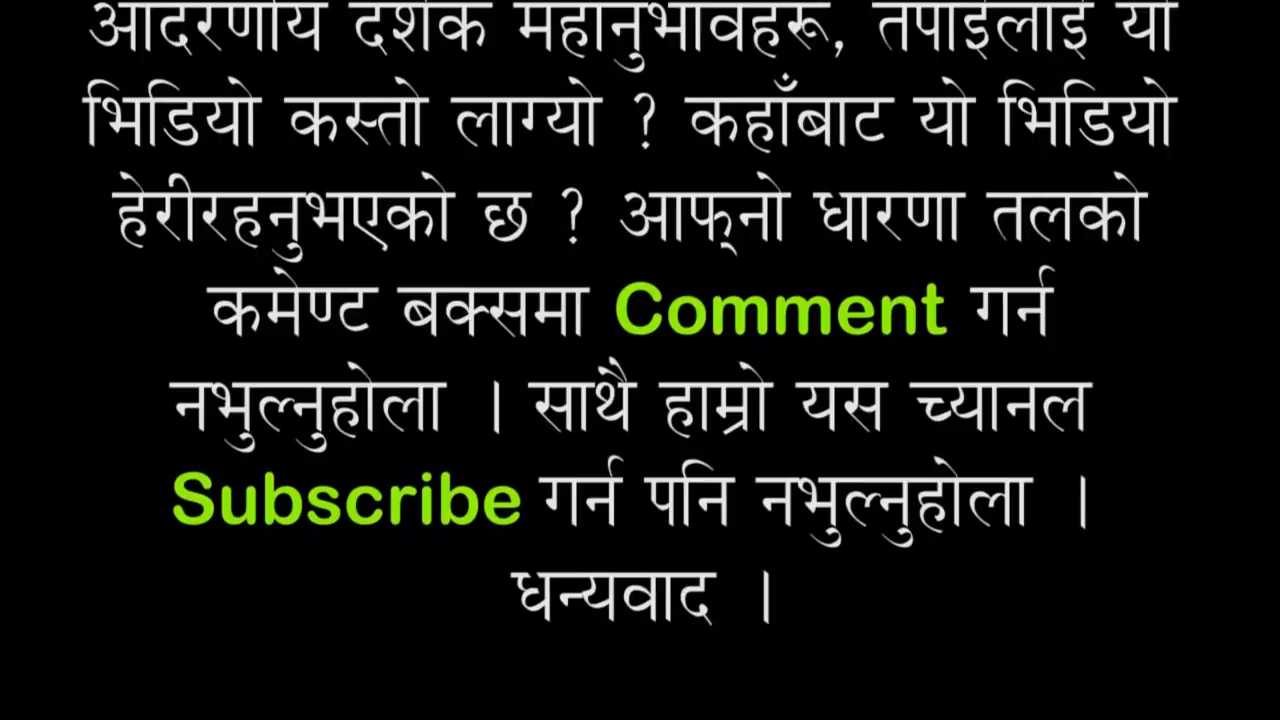 आदरणीय दर्शक महानुभावहरू, तपाईलाई यो
भिडियो कस्तो लाग्यो ? कहाँबाट यो भिडियो
हेरीरहनुभएको छ ? आफ्‌नो धारणा तलको
कमेण्ट बक्समा Comment गर्न
नभुल्नुहोला । साथै हाम्रो यस च्यानल
Subscribe गर्न पनि नभुल्नुहोला ।
धन्यवाद ।